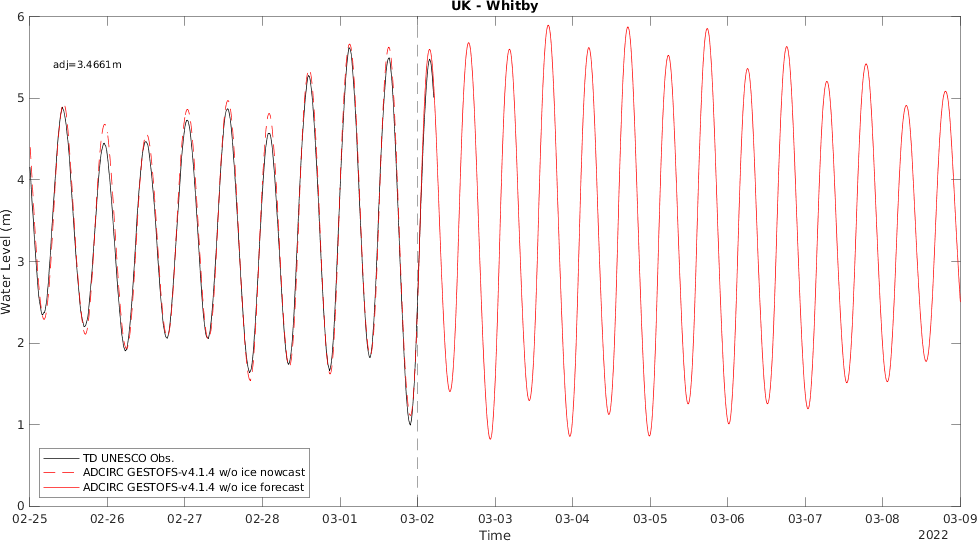 UK - Whitby
adj=3.4661m
6
5
4
3
2
1
0
Water Level (m)
TD UNESCO Obs.
ADCIRC GESTOFS-v4.1.4 w/o ice nowcast
ADCIRC GESTOFS-v4.1.4 w/o ice forecast
02-25 02-26 02-27 02-28 03-01 03-02 03-03 03-04 03-05 03-06 03-07 03-08 03-09
Time
2022